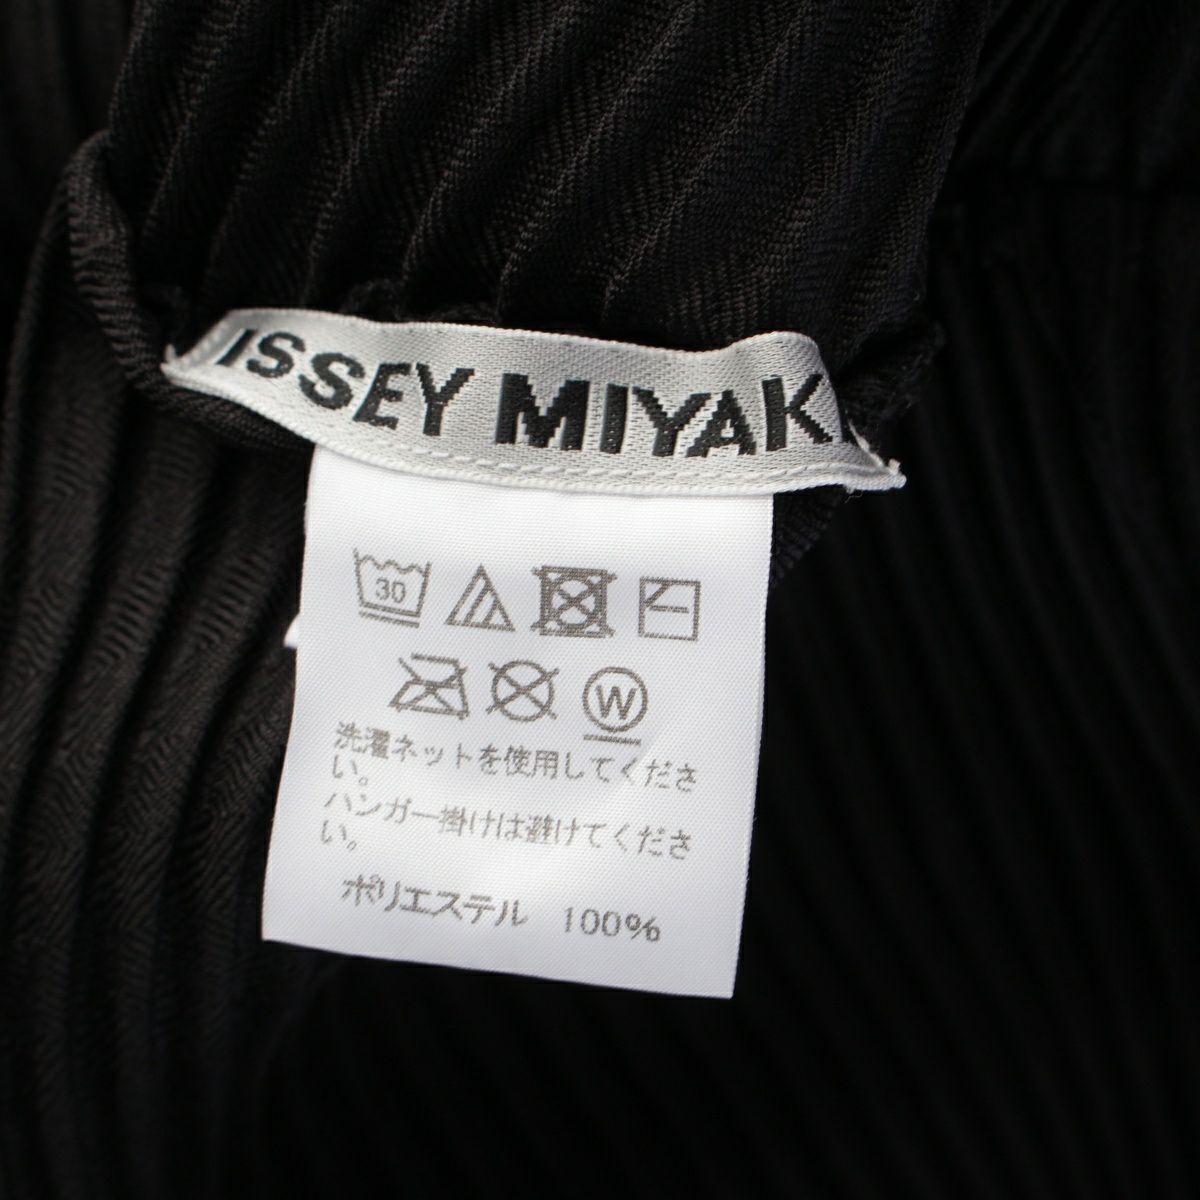 ISSEY MIYAK
30
W
洗濯ネットを使用してくださ
い。
ハンガー掛けは避けてくださ
い。
ポリエステル 100%